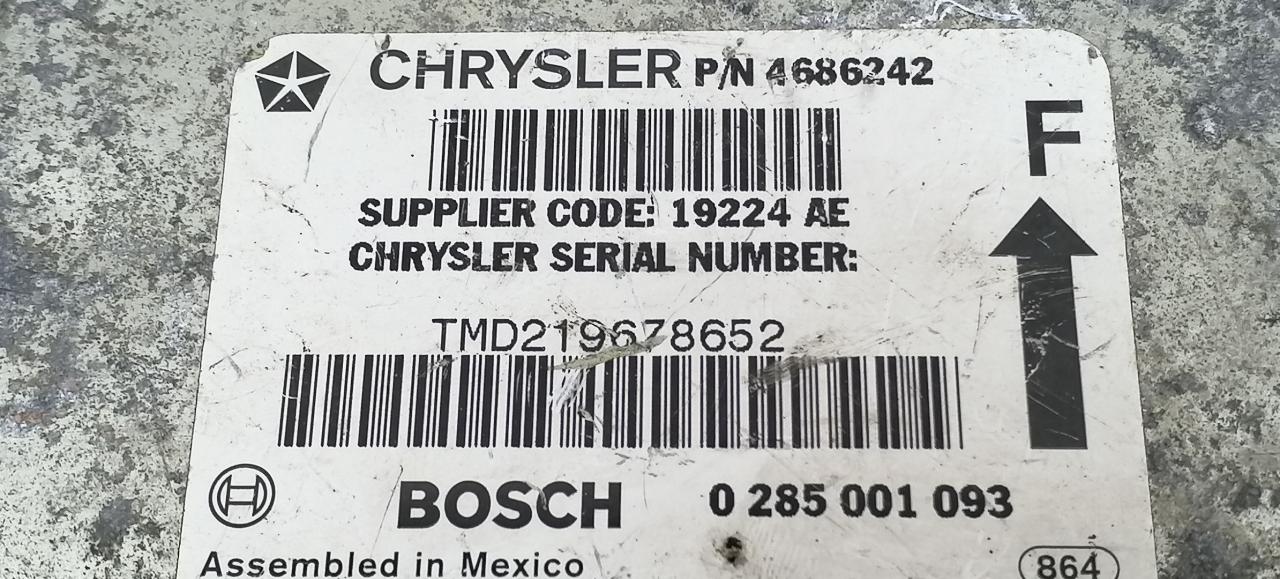 CHRYSLER P/N 4686242
F
SUPPLIER CODE: 19224 AE
CHRYSLER SERIAL NUMBER:
TMD219678652
BOSCH 0 285 001 093
Assembled in Mexico 864